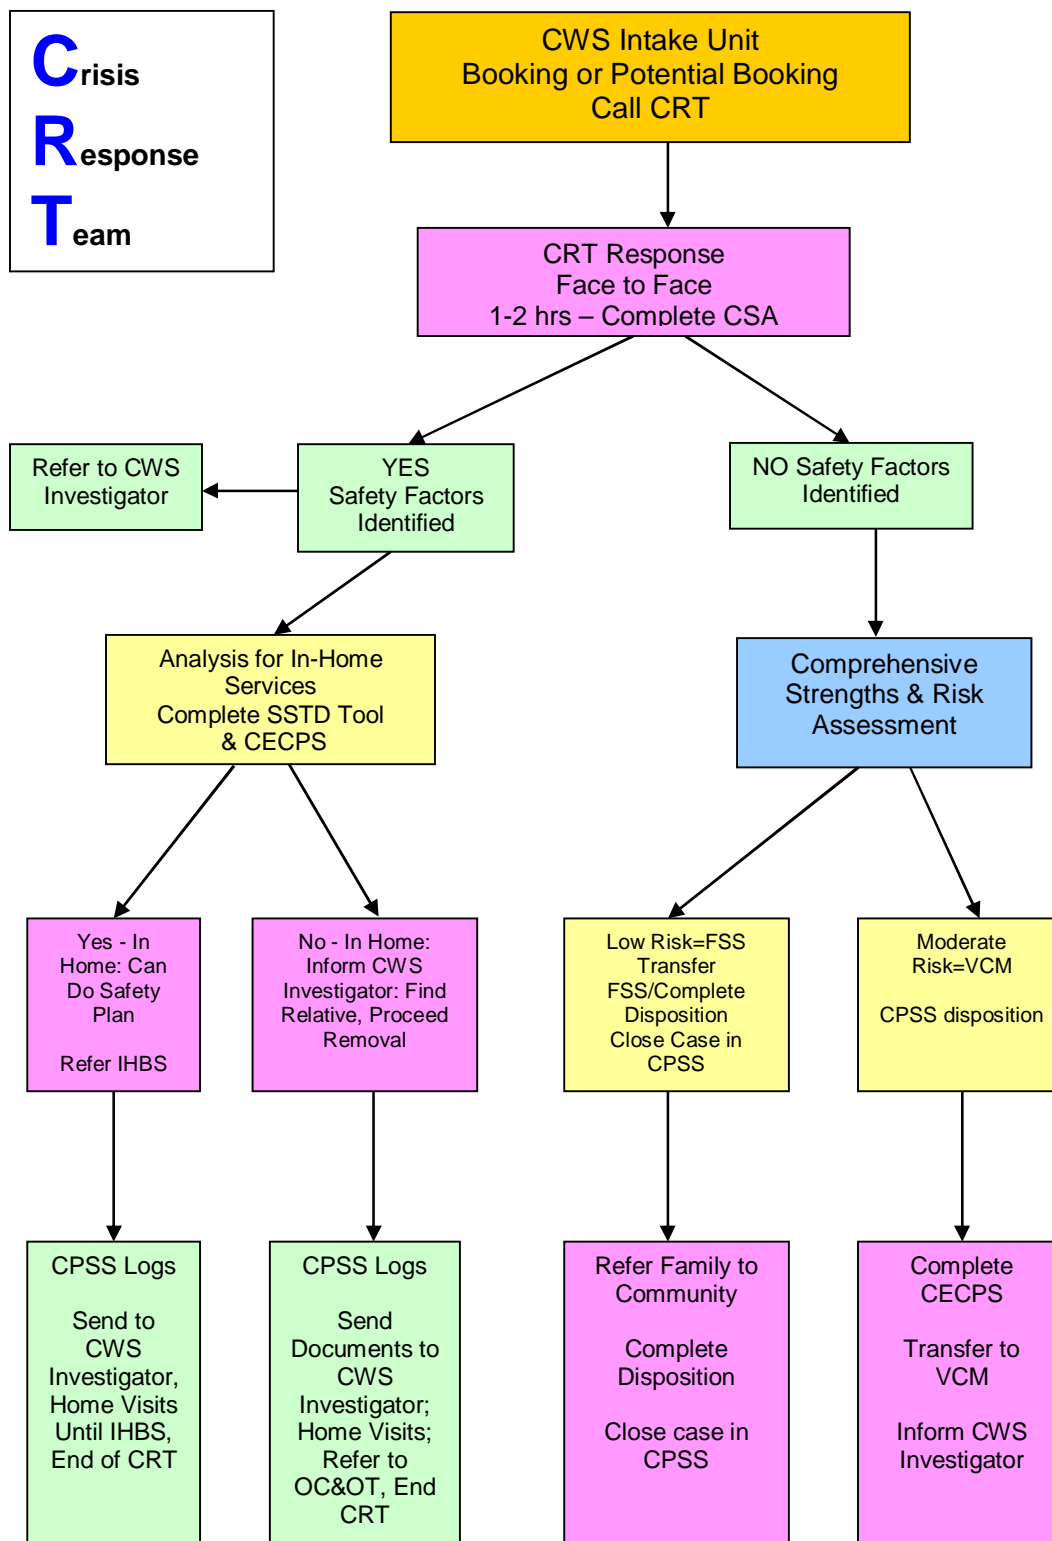 Crisis
Response
Team
CWS Intake Unit
Booking or Potential Booking
Call CRT
CRT Response
Face to Face
1-2 hrs – Complete CSA
Refer to CWS
Investigator
YES
Safety Factors
Identified
NO Safety Factors
Identified
Analysis for In-Home
Services
Complete SSTD Tool
& CECPS
Comprehensive
Strengths & Risk
Assessment
Yes - In
Home: Can
Do Safety
Plan
Refer IHBS
No - In Home:
Inform CWS
Investigator: Find
Relative, Proceed
Removal
Low Risk=FSS
Transfer
FSS/Complete
Disposition
Close Case in
CPSS
Moderate
Risk=VCM
CPSS disposition
CPSS Logs
Send to
CWS
Investigator,
Home Visits
Until IHBS,
End of CRT
CPSS Logs
Send
Documents to
CWS
Investigator;
Home Visits;
Refer to
OC&OT, End
CRT
Refer Family to
Community
Complete
Disposition
Close case in
CPSS
Complete
CECPS
Transfer to
VCM
Inform CWS
Investigator